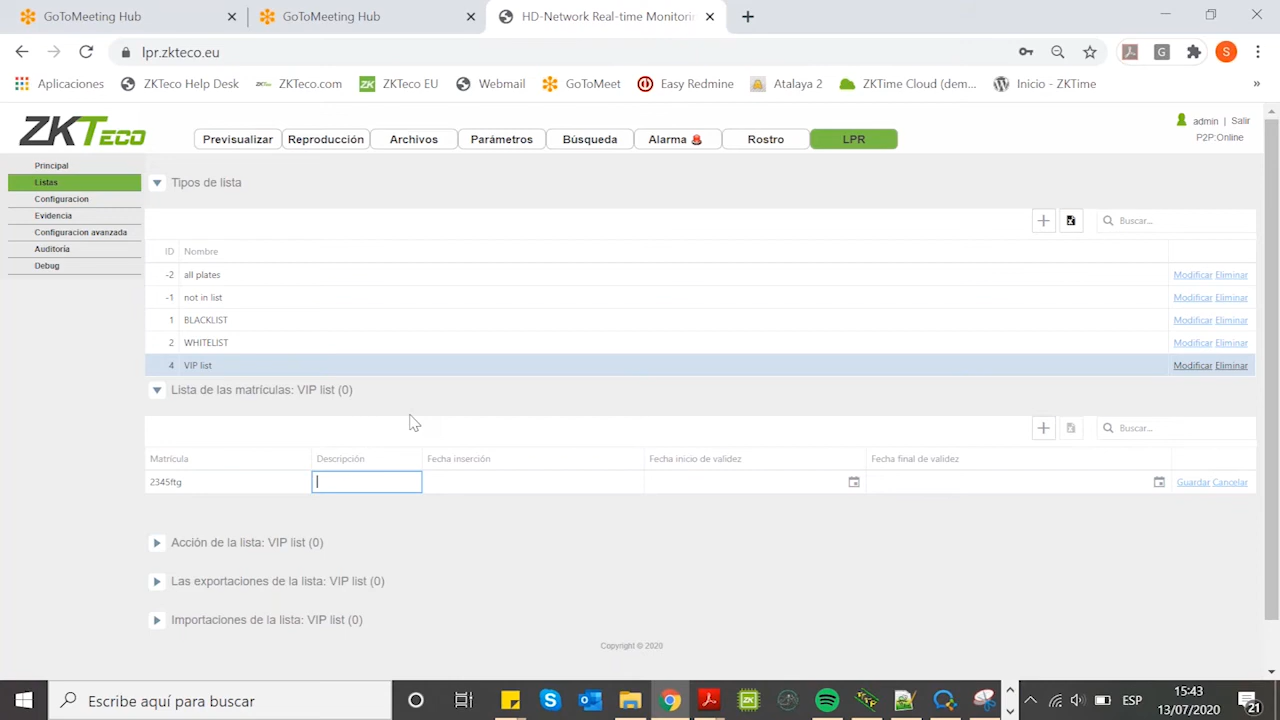 GoToMeeting Hub
GoToMeeting Hub
HD-Network Real-time Monitorin
lpr.zkteco.eu
G
S
Aplicaciones
ZKTeco Help Desk
ZKTeco.com
ZK ZKTeco EU
Webmail
GoToMeet
Easy Redmine
Atalaya 2
ZKTime Cloud (dem...
Inicio - ZKTime
»
ZKTeco
Previsualizar
Reproducción
Archivos
Parámetros
Búsqueda
Alarma
Rostro
LPR
admin | Salir
P2P:Online
Principal
Listas
Configuracion
Evidencia
Configuracion avanzada
Auditoría
Debug
Tipos de lista
Buscar...
ID Nombre
-2 all plates Modificar Eliminar
-1 not in list Modificar Eliminar
1 BLACKLIST Modificar Eliminar
2 WHITELIST Modificar Eliminar
4 VIP list Modificar Eliminar
Lista de las matrículas: VIP list (0)
Buscar...
Matrícula Descripción Fecha inserción Fecha inicio de validez Fecha final de validez
2345ftg Guardar Cancelar
Acción de la lista: VIP list (0)
Las exportaciones de la lista: VIP list (0)
Importaciones de la lista: VIP list (0)
Copyright © 2020
Escribe aquí para buscar
ESP
15:43
13/07/2020
21